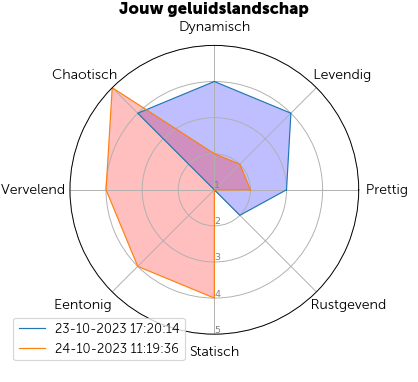 Jouw geluidslandschap
Dynamisch
Chaotisch
Levendig
Vervelend
1
Prettig
2
3
4
Eentonig
Rustgevend
5
Statisch
23-10-2023 17:20:14
24-10-2023 11:19:36